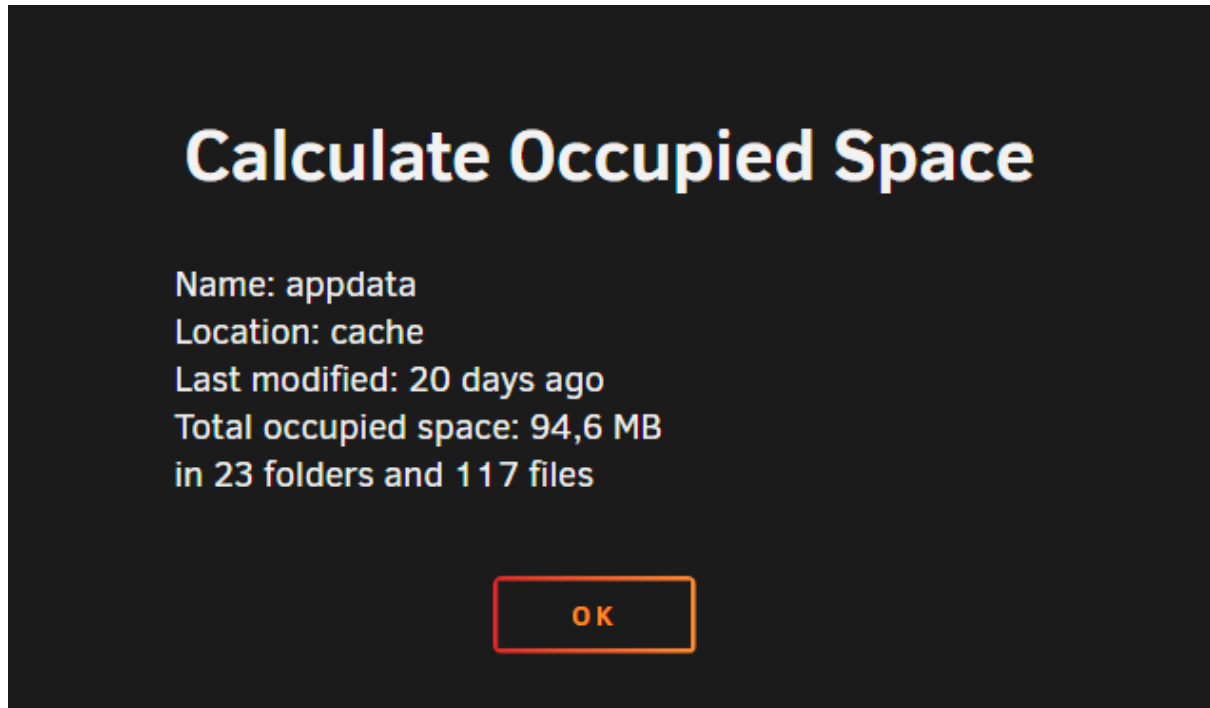 Calculate Occupied Space
Name: appdata
Location: cache
Last modified: 20 days ago
Total occupied space: 94,6 MB
in 23 folders and 117 files
OK